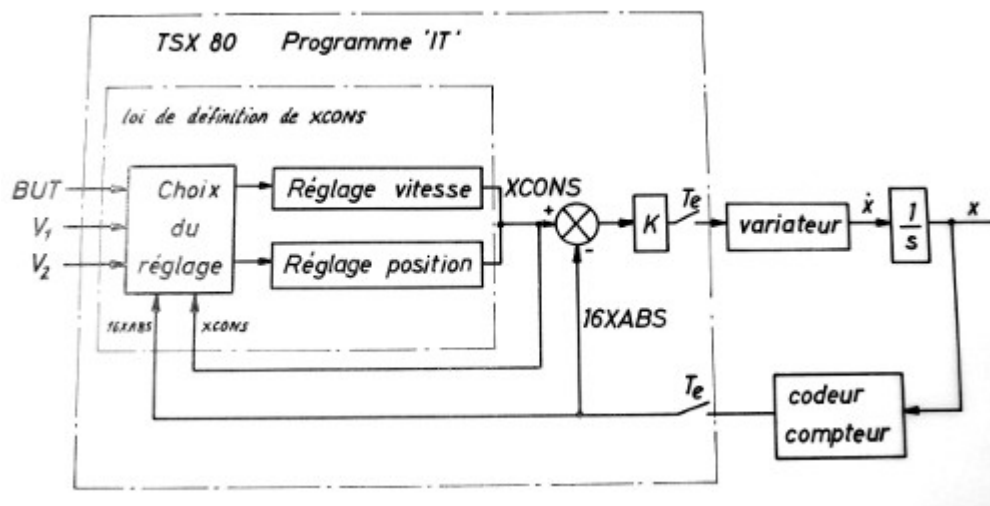 TSX 80 Programme 'IT'
loi de définition de XCONS
BUT
V1
V2
Choix
du
réglage
Réglage vitesse
Réglage position
16XABS
XCONS
XCONS
+
-
K
Te
variateur
ẋ
1
s
x
16XABS
Te
codeur
compteur